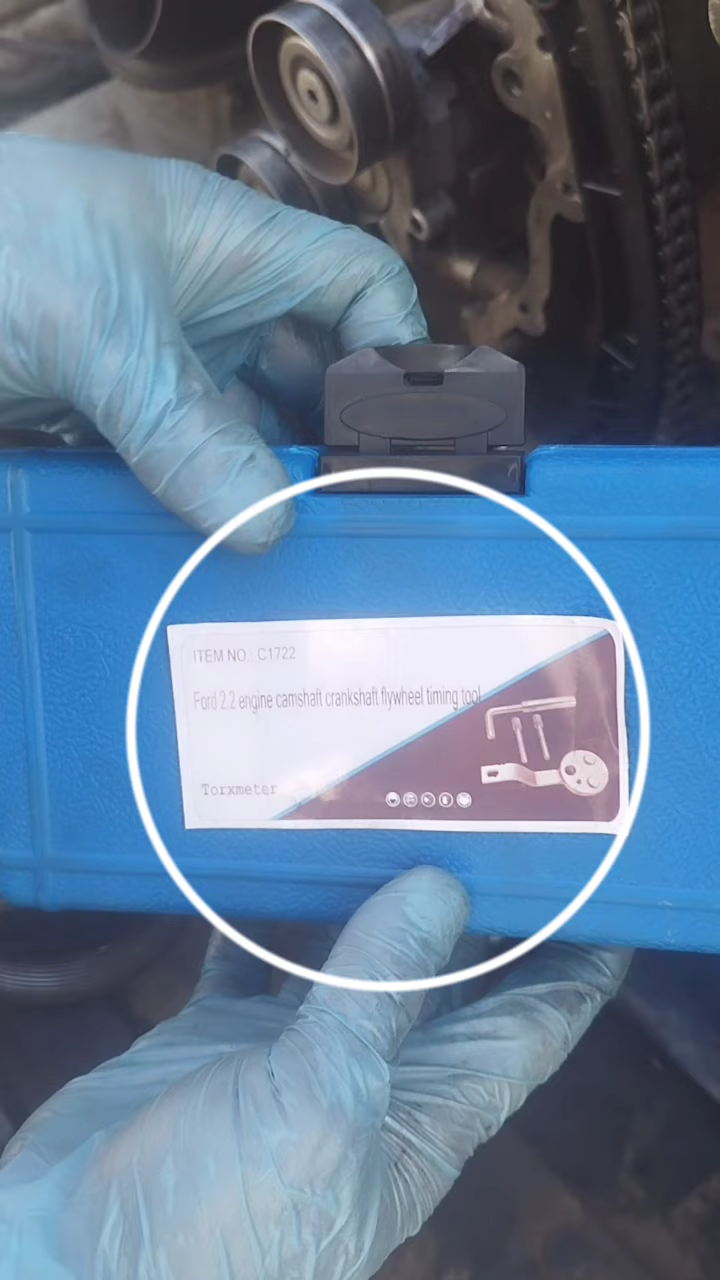 ITEM NO.: C1722
Ford 2.2 engine camshaft crankshaft flywheel timing tool
Torxmeter